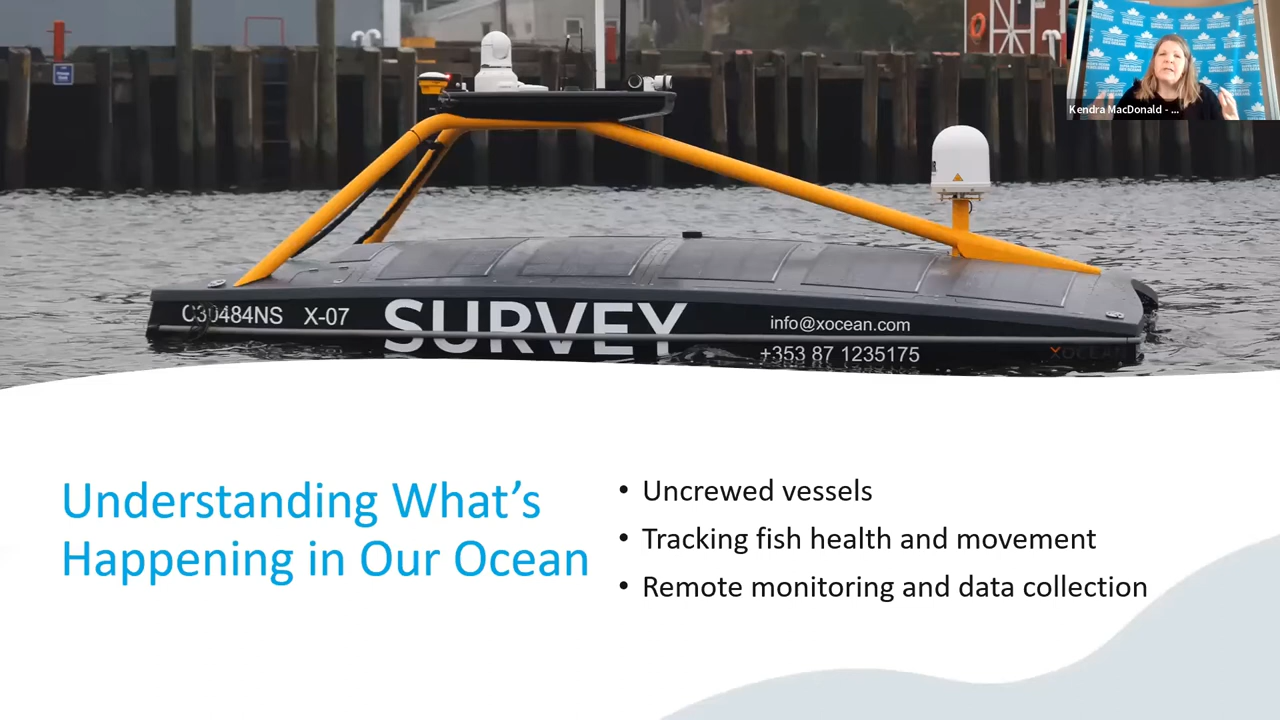 Kendra MacDonald - ...
C30484NS X-07
SURVEY
info@xocean.com
+353 87 1235175
XOCEAN
Understanding What's
Happening in Our Ocean
• Uncrewed vessels
• Tracking fish health and movement
• Remote monitoring and data collection